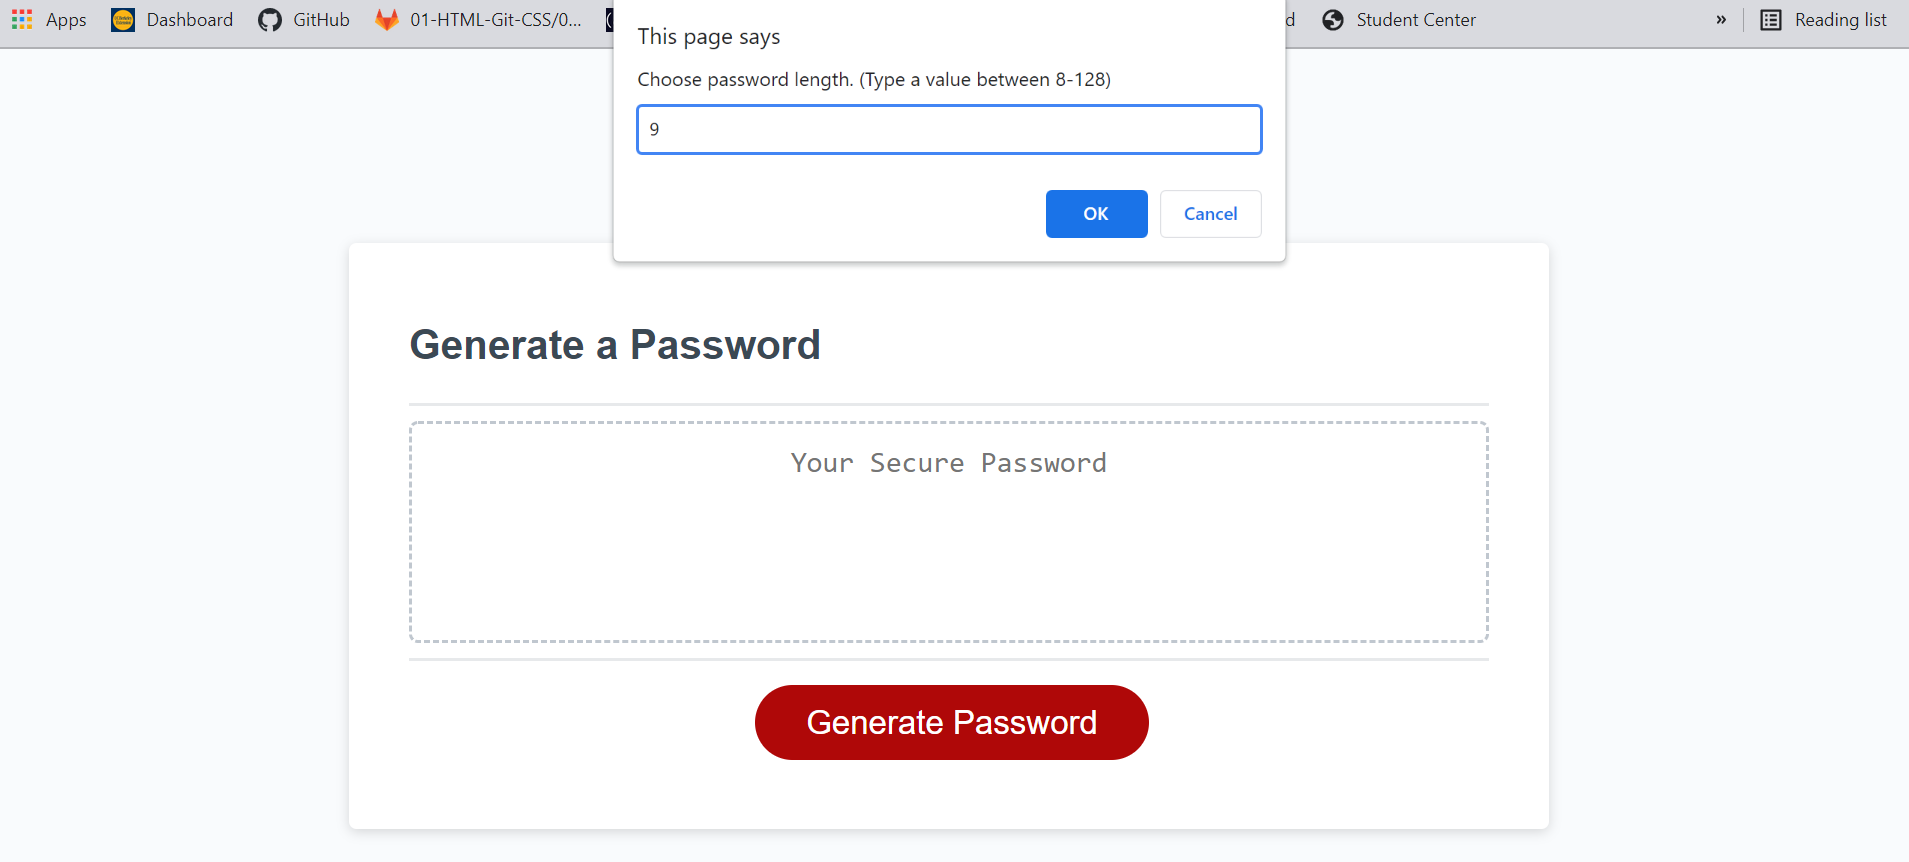 Apps Dashboard GitHub 01-HTML-Git-CSS/0... Student Center » Reading list
This page says
Choose password length. (Type a value between 8-128)
9
OK Cancel
Generate a Password
Your Secure Password
Generate Password